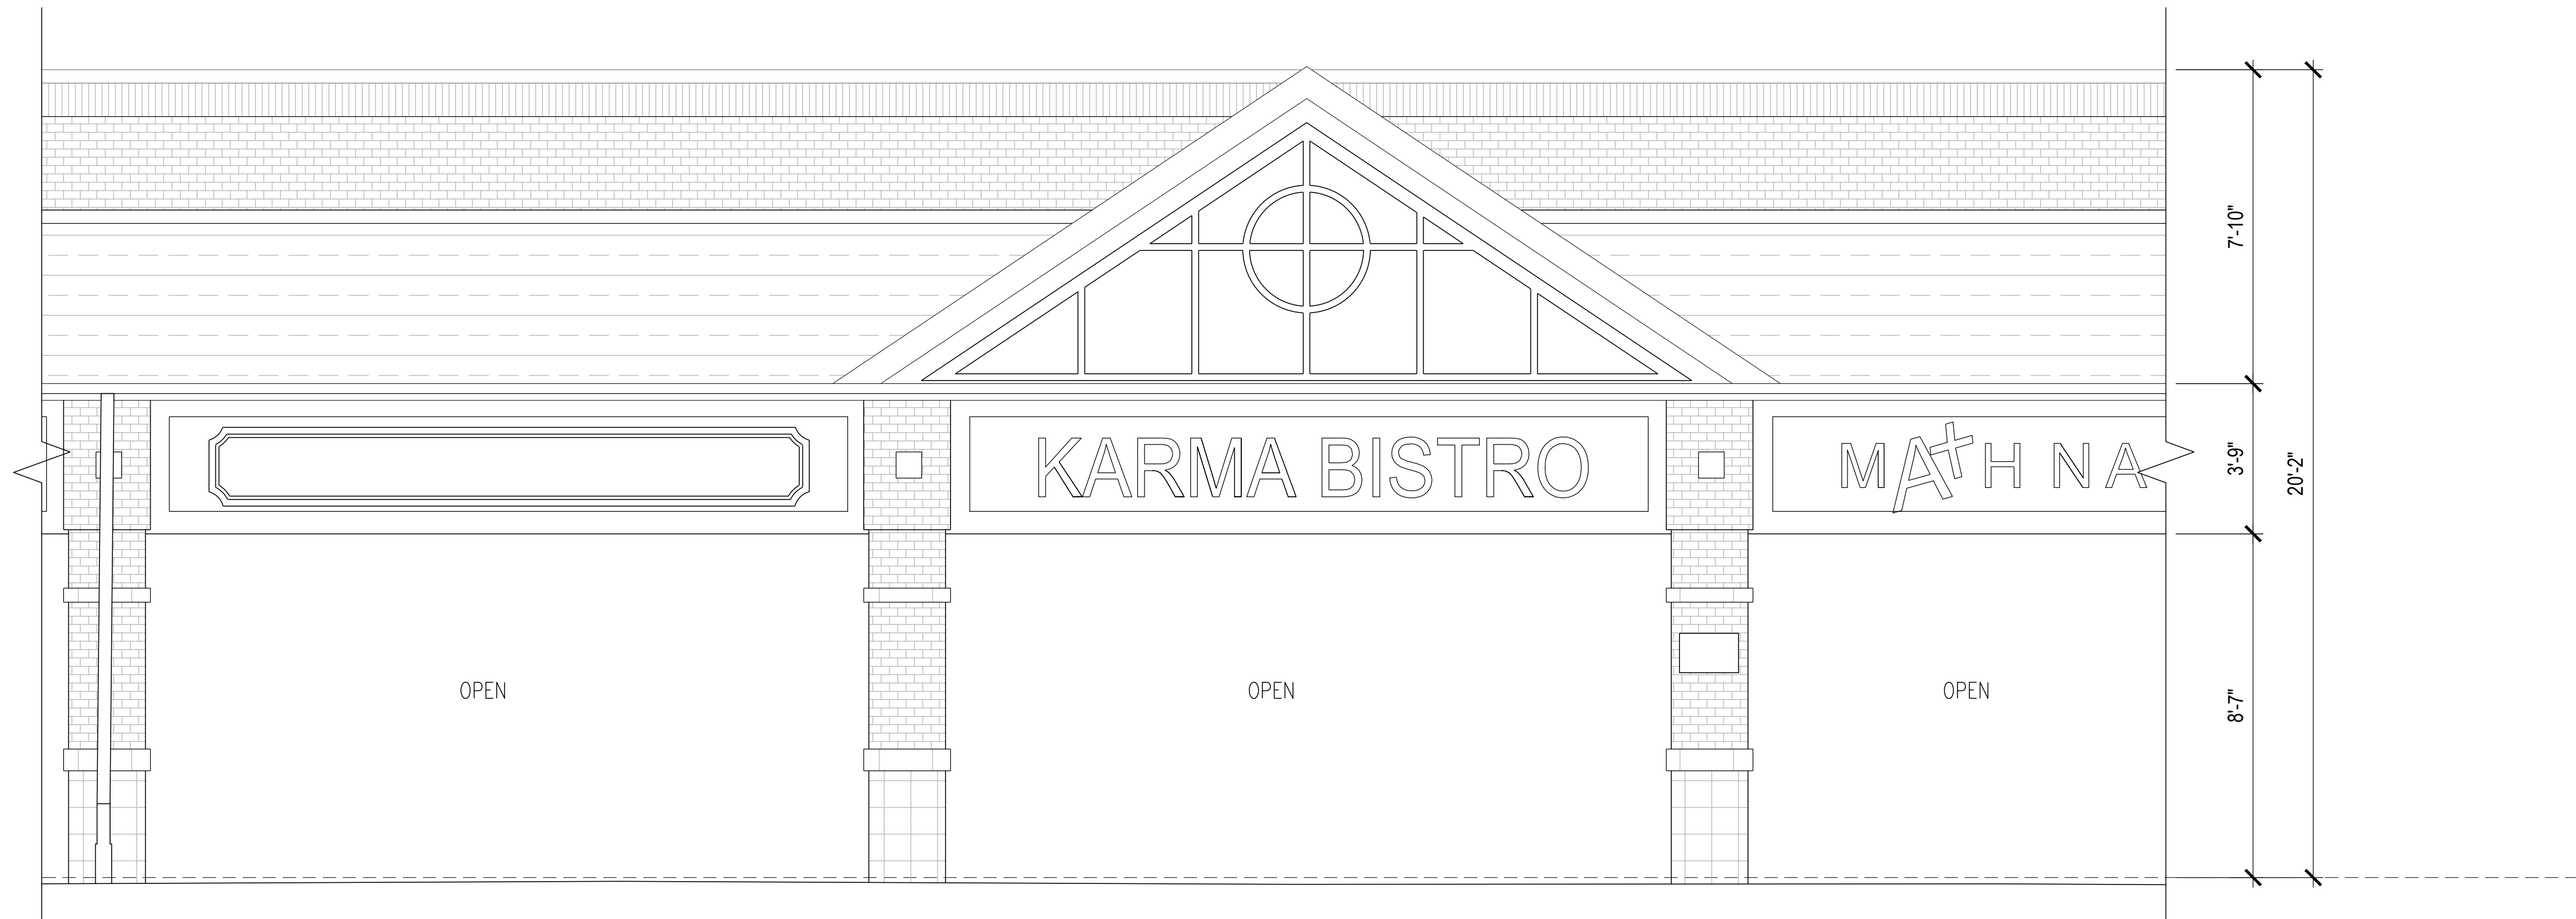 7'-10"
KARMA BISTRO
MA+H NA
3'-9"
20'-2"
OPEN
OPEN
OPEN
8'-7"